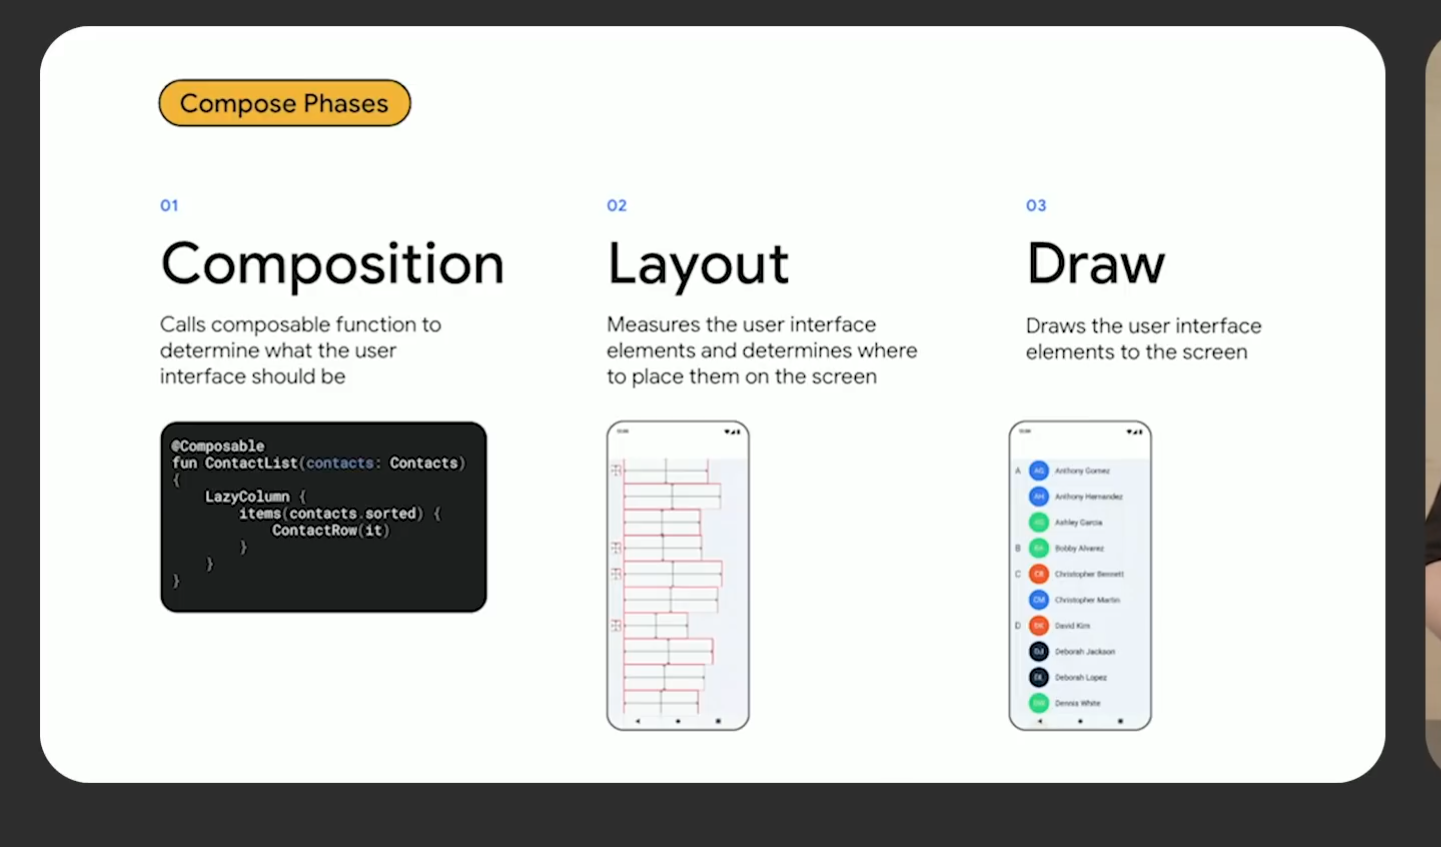 Compose Phases
01
Composition
Calls composable function to
determine what the user
interface should be
@Composable
fun ContactList(contacts: Contacts)
{
LazyColumn {
items(contacts.sorted) {
ContactRow(it)
}
}
}
02
Layout
Measures the user interface
elements and determines where
to place them on the screen
03
Draw
Draws the user interface
elements to the screen
A AG Anthony Gomez
AH Anthony Hernandez
AG Ashley Garcia
B BA Bobby Alvarez
C CB Christopher Bennett
CM Christopher Martin
D DK David Kim
DJ Deborah Jackson
DL Deborah Lopez
DW Dennis White